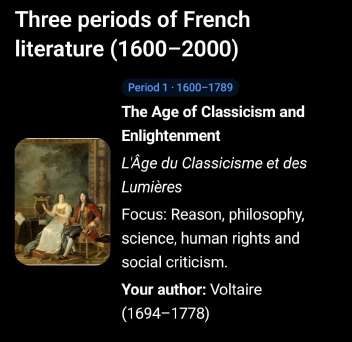 Three periods of French
literature (1600–2000)
Period 1 · 1600–1789
The Age of Classicism and
Enlightenment
L'Âge du Classicisme et des
Lumières
Focus: Reason, philosophy,
science, human rights and
social criticism.
Your author: Voltaire
(1694–1778)